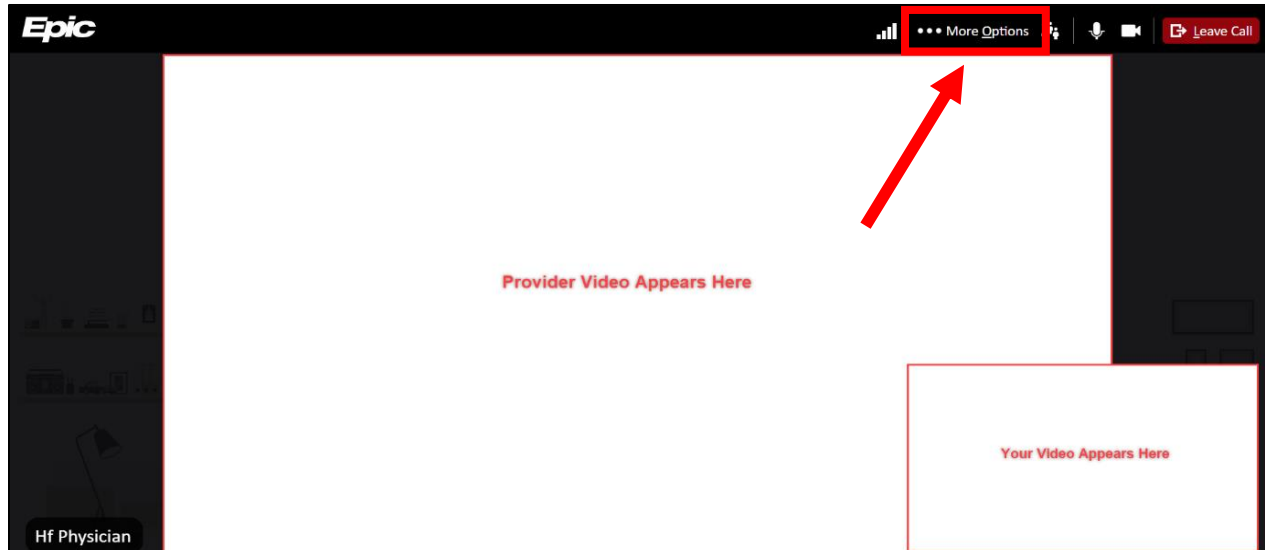 Epic
More Options
Leave Call
Provider Video Appears Here
Your Video Appears Here
Hf Physician